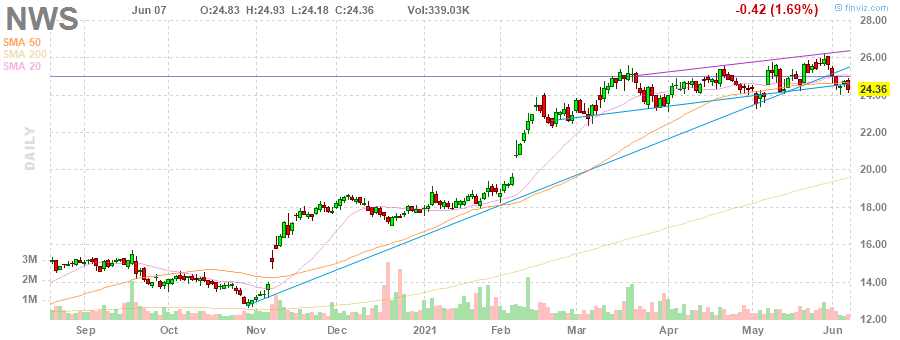 NWS
Jun 07 O:24.83 H:24.93 L:24.18 C:24.36 Vol:339.03K -0.42 (1.69%)
© finviz.com
SMA 50
SMA 200
SMA 20
DAILY
28.00
26.00
24.36
24.00
22.00
20.00
18.00
16.00
14.00
12.00
3M
2M
1M
Sep Oct Nov Dec 2021 Feb Mar Apr May Jun